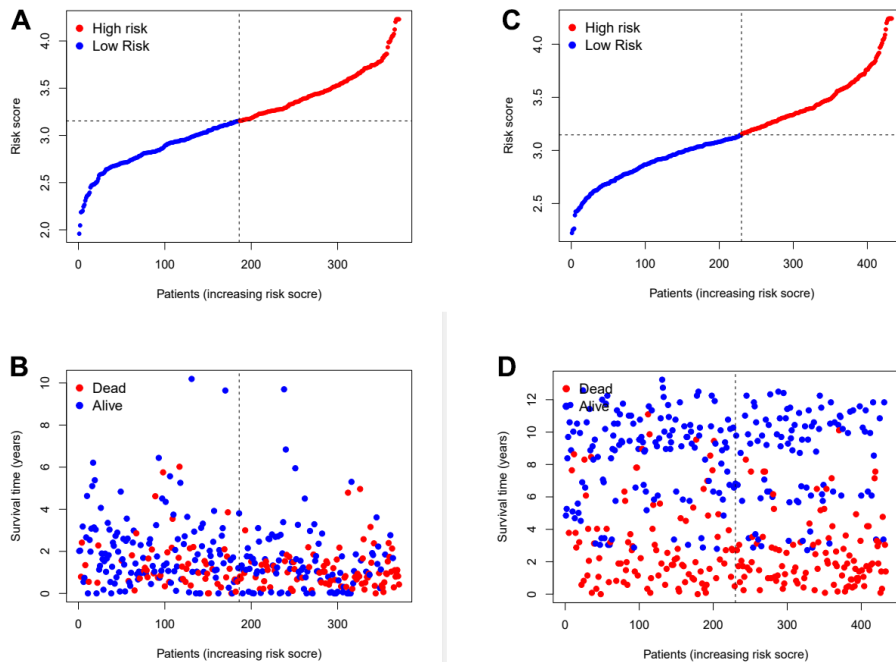 A
High risk
Low Risk
Risk score
4.0
3.5
3.0
2.5
2.0
0
100
200
300
Patients (increasing risk socre)
C
High risk
Low Risk
Risk score
4.0
3.5
3.0
2.5
0
100
200
300
400
Patients (increasing risk socre)
B
Dead
Alive
Survival time (years)
10
8
6
4
2
0
0
100
200
300
Patients (increasing risk socre)
D
Dead
Alive
Survival time (years)
12
10
8
6
4
2
0
0
100
200
300
400
Patients (increasing risk socre)